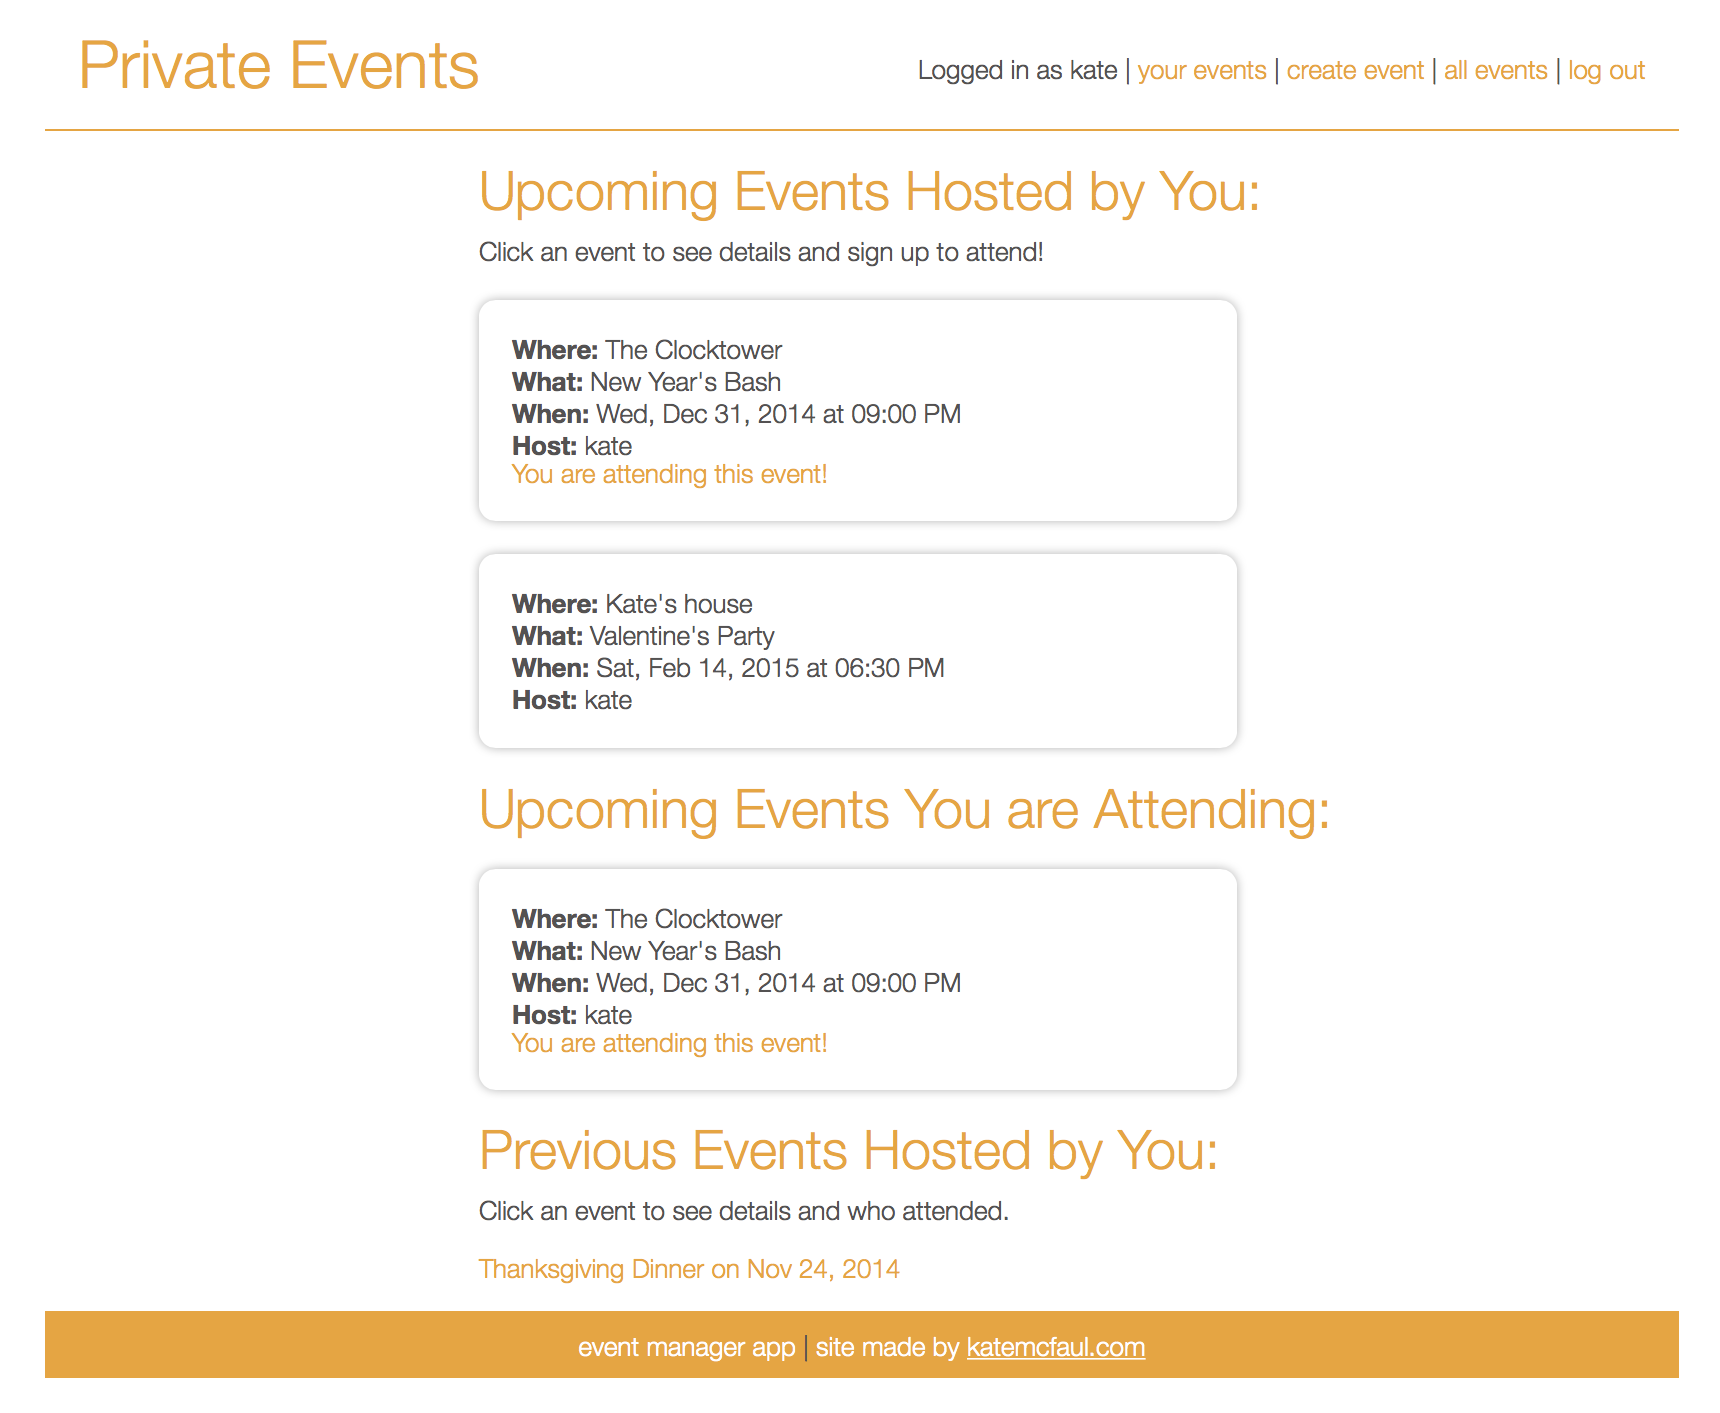 Private Events
Logged in as kate | your events | create event | all events | log out
Upcoming Events Hosted by You:
Click an event to see details and sign up to attend!
Where: The Clocktower
What: New Year's Bash
When: Wed, Dec 31, 2014 at 09:00 PM
Host: kate
You are attending this event!
Where: Kate's house
What: Valentine's Party
When: Sat, Feb 14, 2015 at 06:30 PM
Host: kate
Upcoming Events You are Attending:
Where: The Clocktower
What: New Year's Bash
When: Wed, Dec 31, 2014 at 09:00 PM
Host: kate
You are attending this event!
Previous Events Hosted by You:
Click an event to see details and who attended.
Thanksgiving Dinner on Nov 24, 2014
event manager app | site made by katemcfaul.com